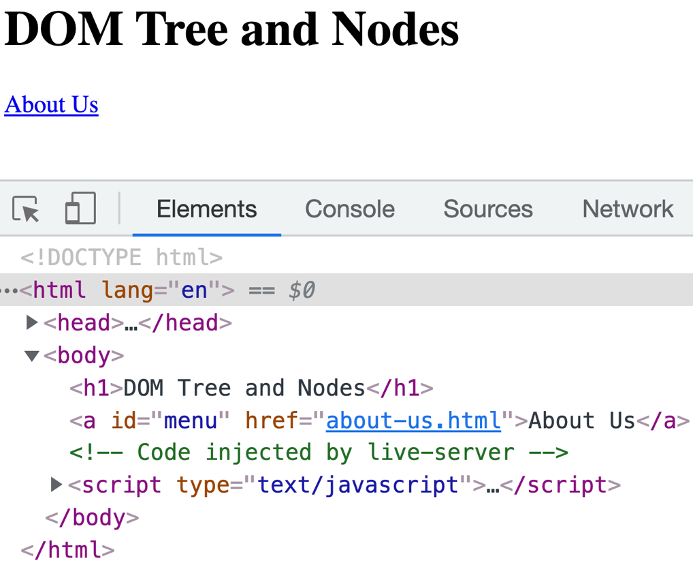 DOM Tree and Nodes
About Us
Elements Console Sources Network
<!DOCTYPE html>
…<html lang="en"> == $0
▶<head>…</head>
▼<body>
<h1>DOM Tree and Nodes</h1>
<a id="menu" href="about-us.html">About Us</a>
<!-- Code injected by live-server -->
▶<script type="text/javascript">…</script>
</body>
</html>